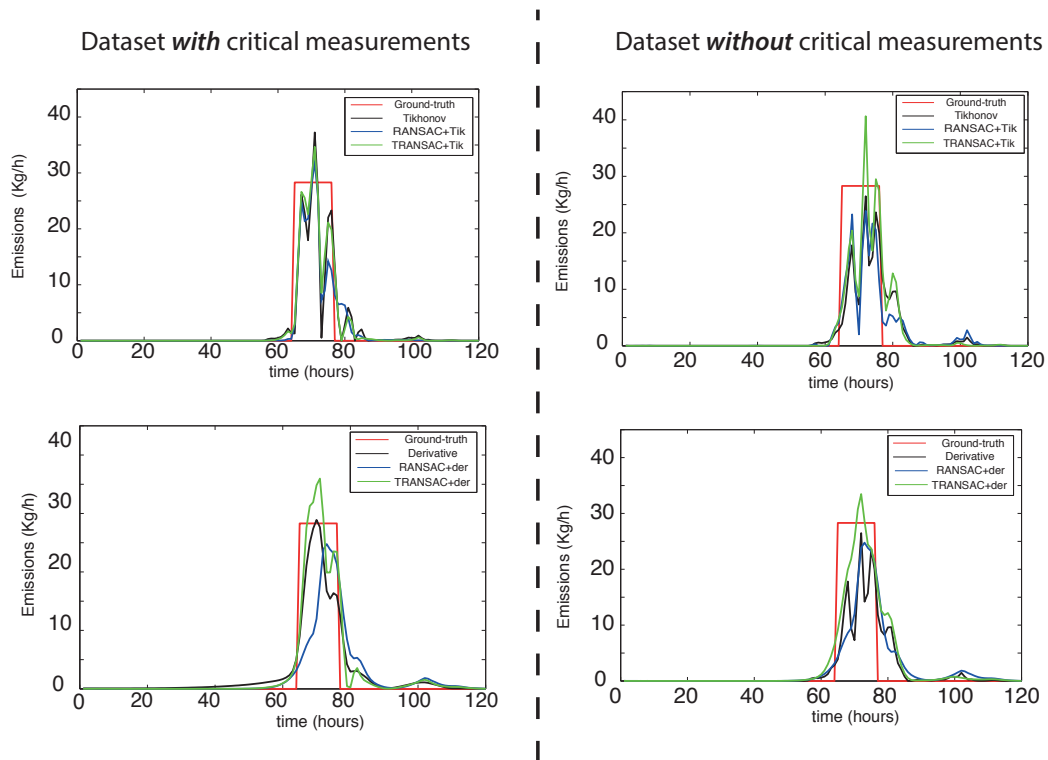 Dataset with critical measurements
Dataset without critical measurements
40
30
20
10
0
Emissions (Kg/h)
0 20 40 60 80 100 120
time (hours)
Ground-truth
Tikhonov
RANSAC+Tik
TRANSAC+Tik
40
30
20
10
0
Emissions (Kg/h)
0 20 40 60 80 100 120
time (hours)
Ground-truth
Tikhonov
RANSAC+Tik
TRANSAC+Tik
40
30
20
10
0
Emissions (Kg/h)
0 20 40 60 80 100 120
time (hours)
Ground-truth
Derivative
RANSAC+der
TRANSAC+der
40
30
20
10
0
Emissions (Kg/h)
0 20 40 60 80 100 120
time (hours)
Ground-truth
Derivative
RANSAC+der
TRANSAC+der